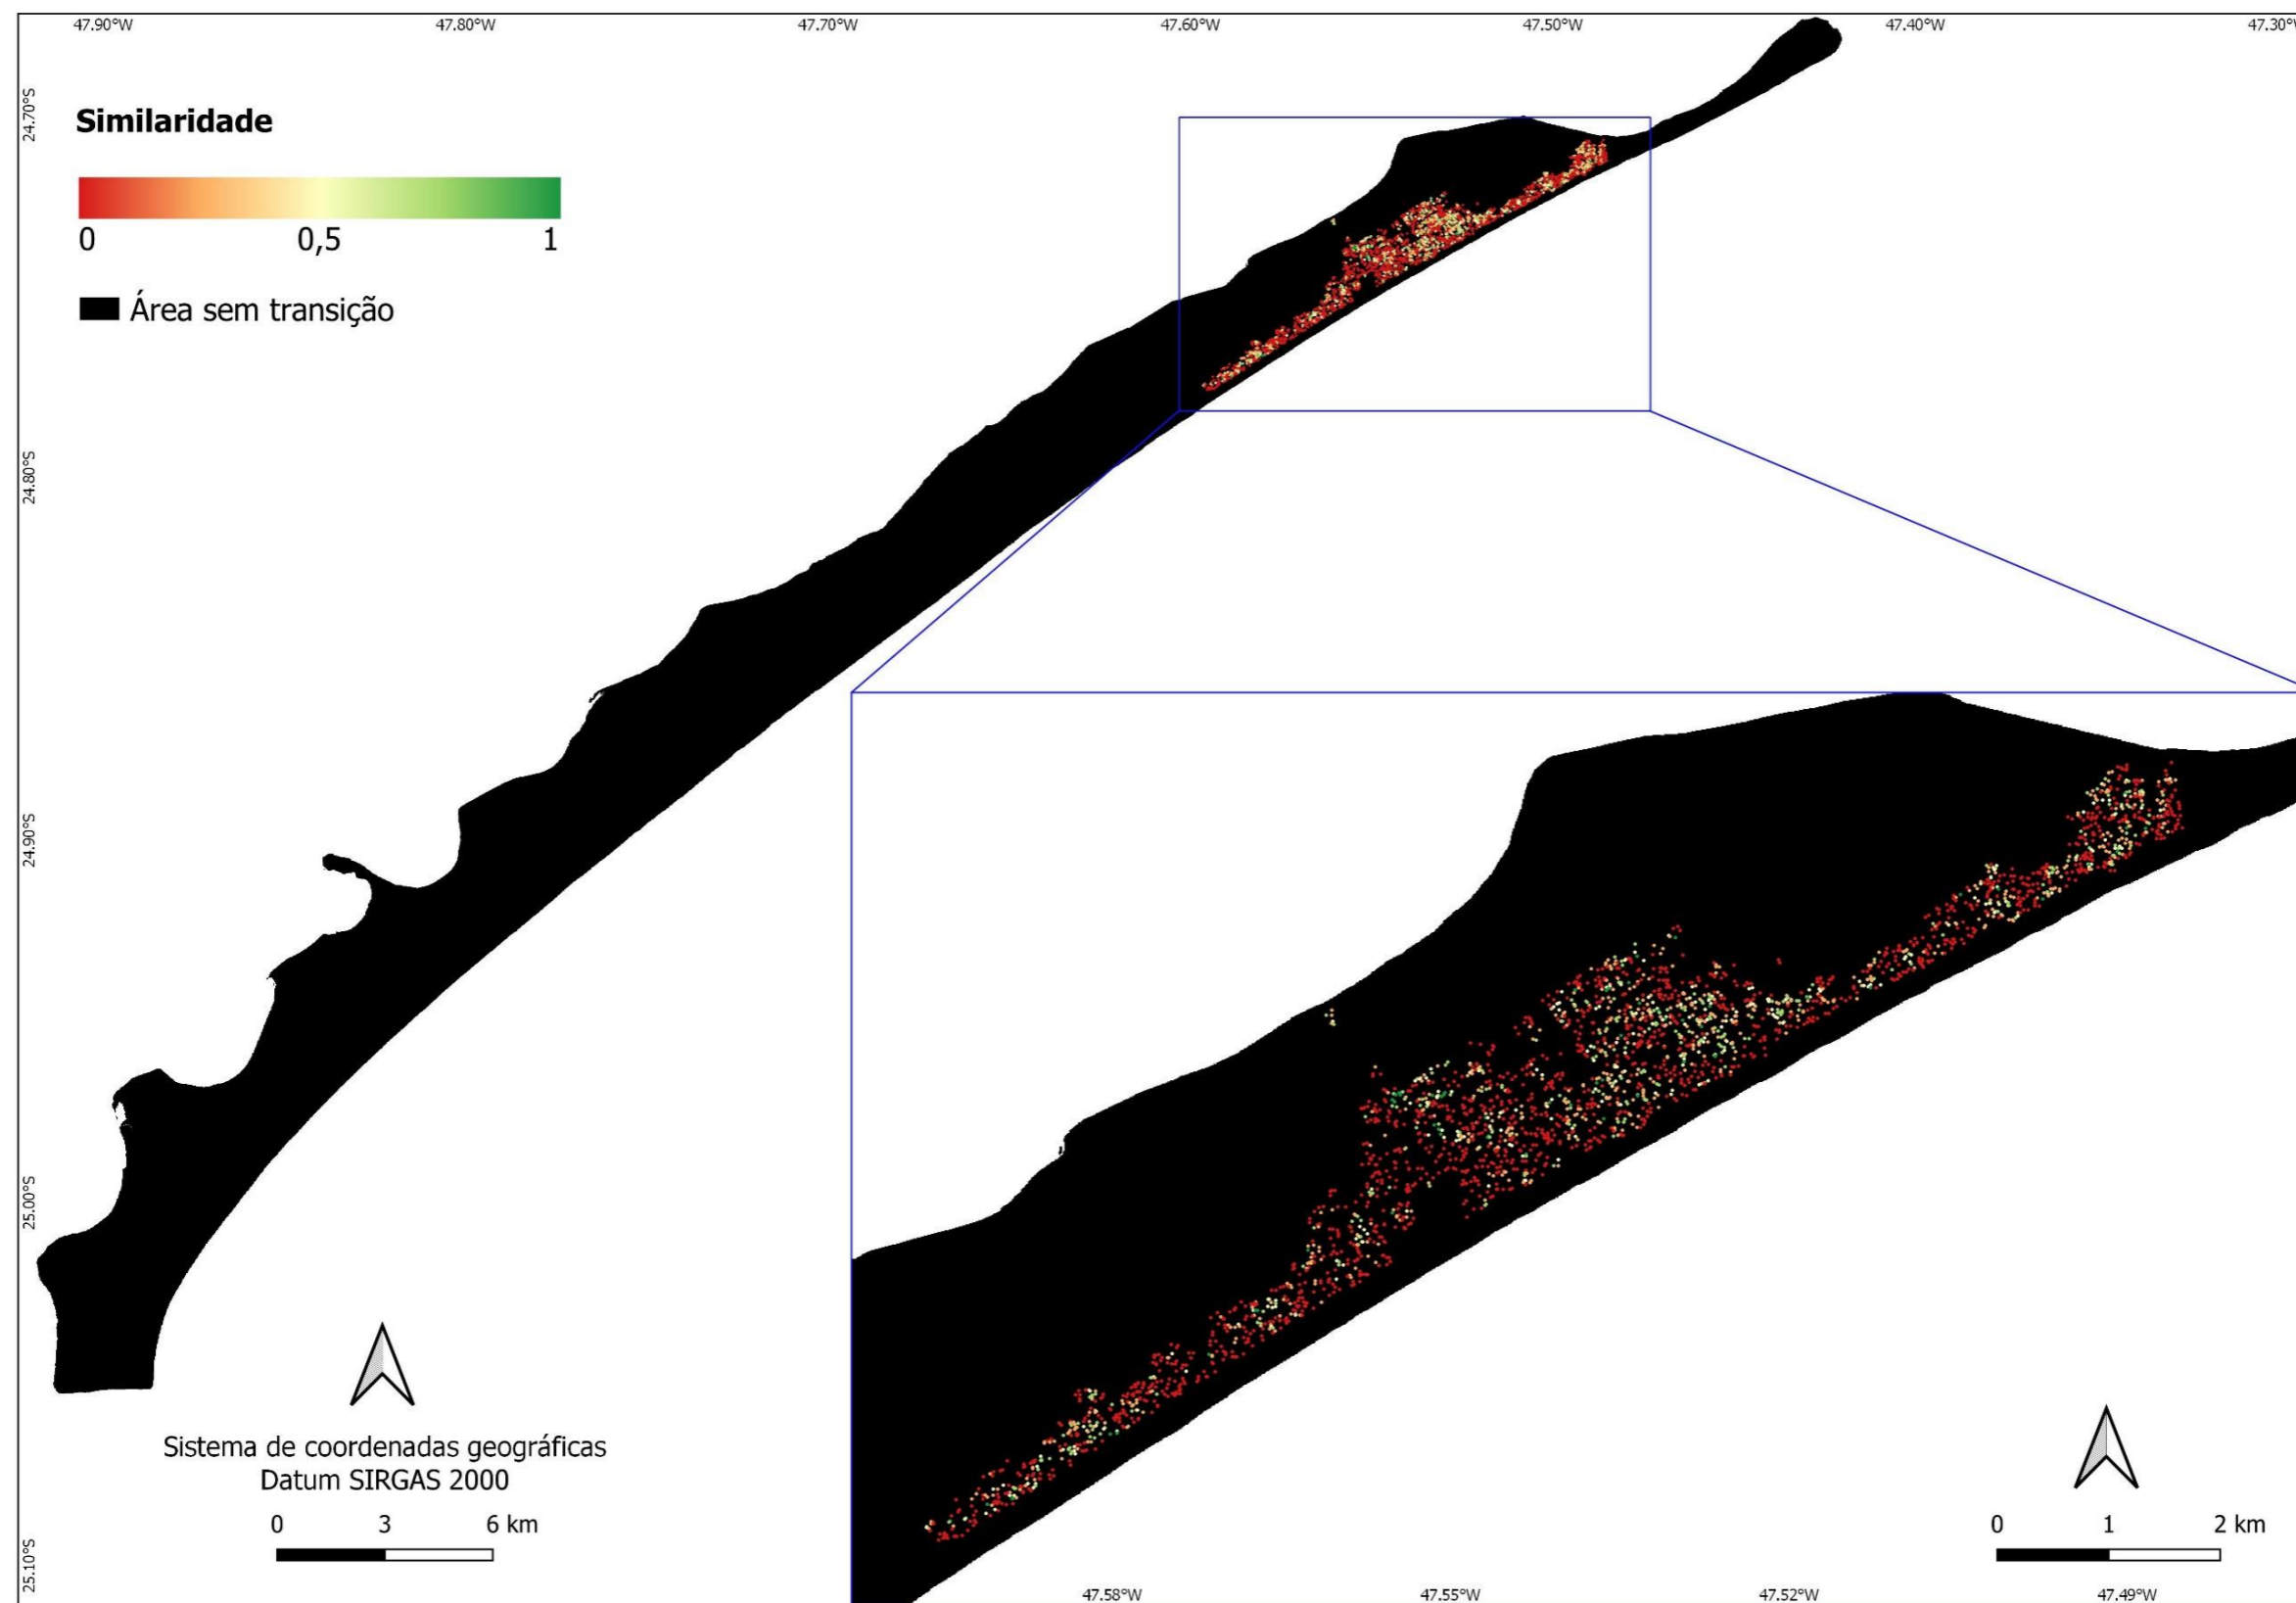 47.90°W 47.80°W 47.70°W 47.60°W 47.50°W 47.40°W 47.30°W
24.70°S
Similaridade
0 0,5 1
Área sem transição
24.80°S
24.90°S
25.00°S
25.10°S
Sistema de coordenadas geográficas
Datum SIRGAS 2000
0 3 6 km
0 1 2 km
47.58°W 47.55°W 47.52°W 47.49°W